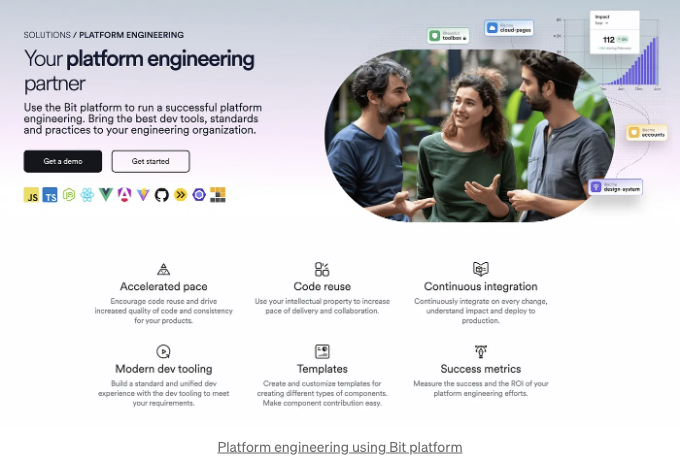 SOLUTIONS / PLATFORM ENGINEERING
Your platform engineering
partner
Use the Bit platform to run a successful platform
engineering. Bring the best dev tools, standards
and practices to your engineering organization.
Get a demo
Get started
JS
TS
toolbox
cloud-pages
Impact
112
accounts
design-system
Accelerated pace
Encourage code reuse and drive
increased quality of code and consistency
for your products.
Code reuse
Use your intellectual property to increase
pace of delivery and collaboration.
Continuous integration
Continuously integrate on every change,
understand impact and deploy to
production.
Modern dev tooling
Build a standard and unified dev
experience with the dev tooling to meet
your requirements.
Templates
Create and customize templates for
creating different types of components.
Make component contribution easy.
Success metrics
Measure the success and the ROI of your
platform engineering efforts.
Platform engineering using Bit platform